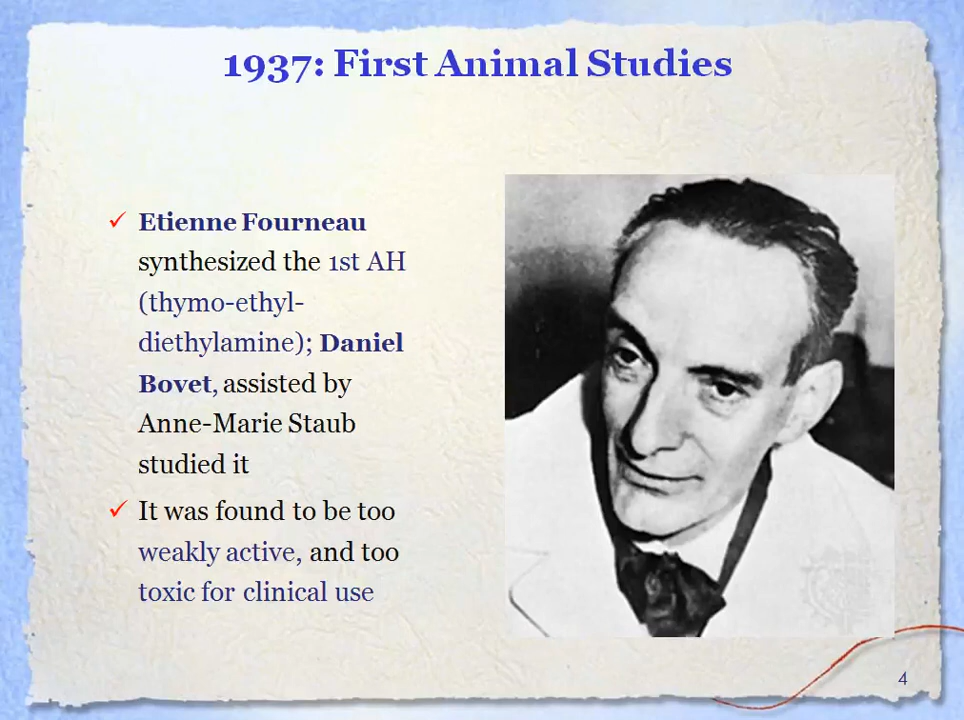 1937: First Animal Studies
✓ Etienne Fourneau
synthesized the 1st AH
(thymo-ethyl-
diethylamine); Daniel
Bovet, assisted by
Anne-Marie Staub
studied it
✓ It was found to be too
weakly active, and too
toxic for clinical use
4